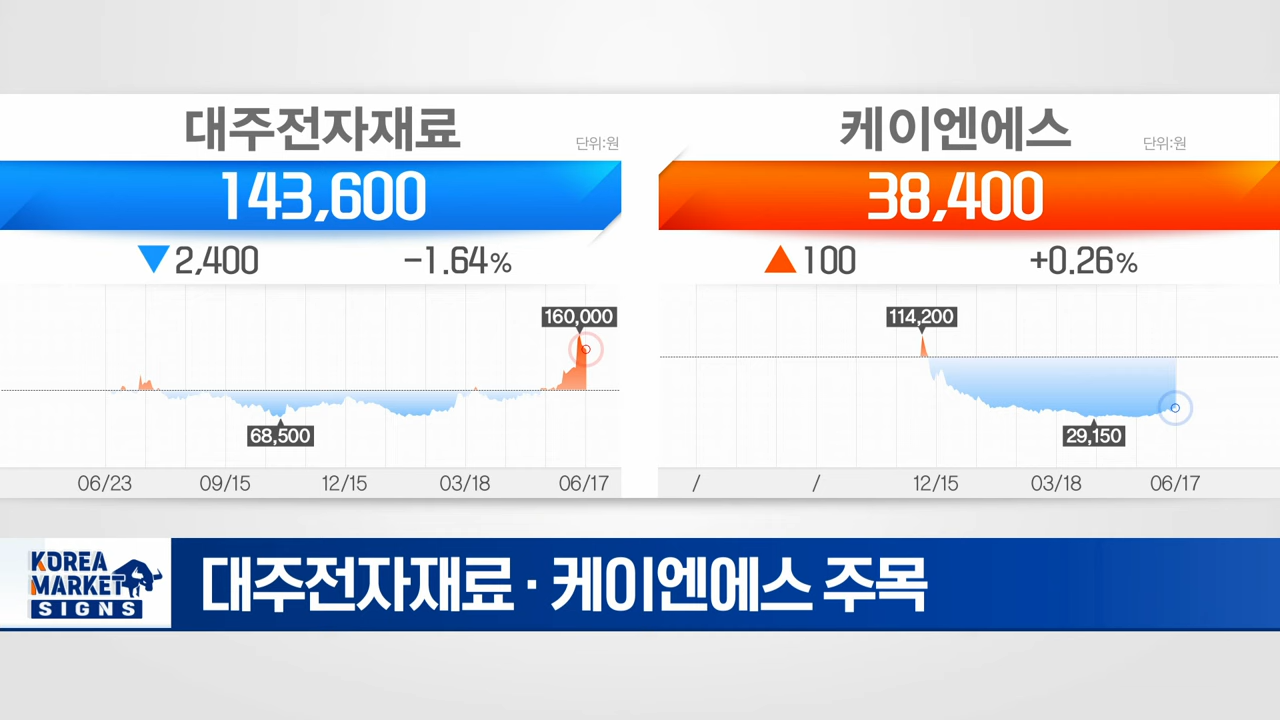 대주전자재료
단위:원
143,600
▼ 2,400 -1.64%
160,000
68,500
06/23 09/15 12/15 03/18 06/17
케이엔에스
단위:원
38,400
▲ 100 +0.26%
114,200
29,150
/ / 12/15 03/18 06/17
KOREA
MARKET
SIGNS
대주전자재료 · 케이엔에스 주목